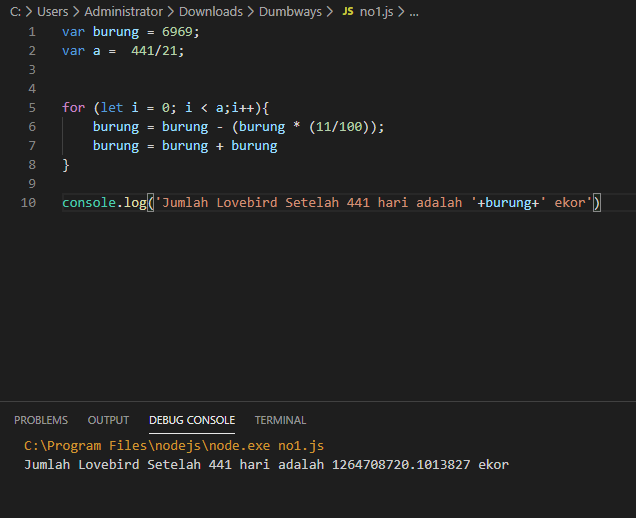 C: > Users > Administrator > Downloads > Dumbways > JS no1.js > ...
1 var burung = 6969;
2 var a =  441/21;
3
4
5 for (let i = 0; i < a;i++){
6     burung = burung - (burung * (11/100));
7     burung = burung + burung
8 }
9
10 console.log('Jumlah Lovebird Setelah 441 hari adalah '+burung+' ekor')
PROBLEMS OUTPUT DEBUG CONSOLE TERMINAL
C:\Program Files\nodejs\node.exe no1.js
Jumlah Lovebird Setelah 441 hari adalah 1264708720.1013827 ekor